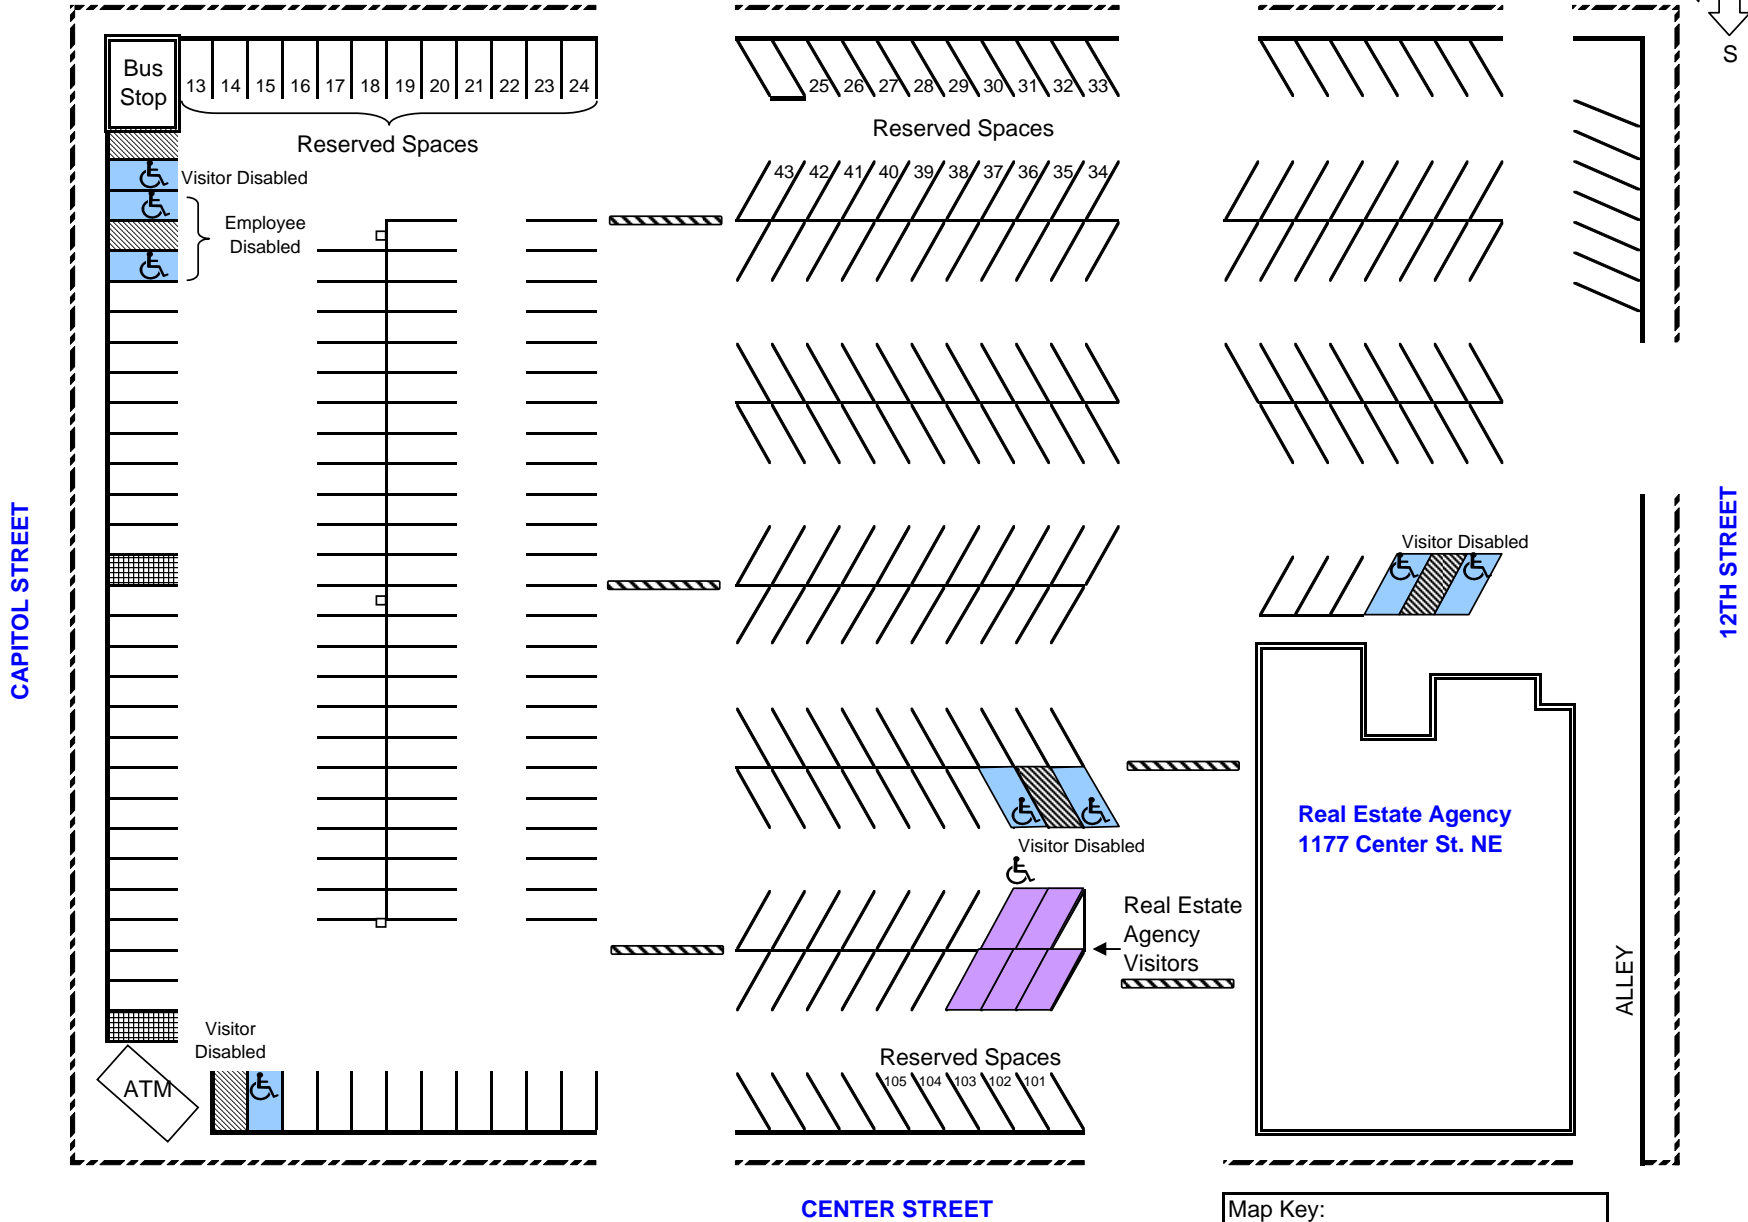 S
Bus
Stop
13 14 15 16 17 18 19 20 21 22 23 24
25 26 27 28 29 30 31 32 33
Reserved Spaces
Reserved Spaces
Visitor Disabled
43 42 41 40 39 38 37 36 35 34
Employee
Disabled
CAPITOL STREET
12TH STREET
Visitor Disabled
Real Estate Agency
1177 Center St. NE
Visitor Disabled
Real Estate
Agency
Visitors
ALLEY
Visitor
Disabled
Reserved Spaces
105 104 103 102 101
ATM
CENTER STREET
Map Key: